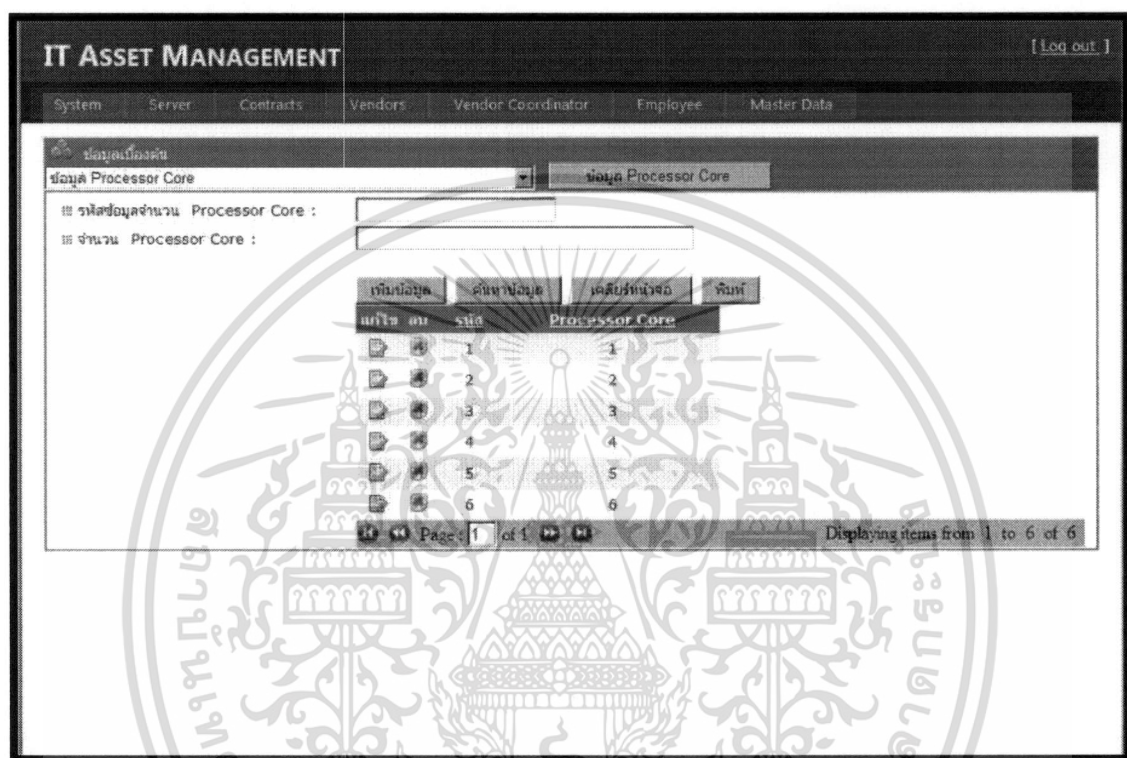 IT ASSET MANAGEMENT
[ Log out ]
System Server Contracts Vendors Vendor Coordinator Employee Master Data
ข้อมูลเบื้องต้น
ข้อมูล Processor Core ข้อมูล Processor Core
รหัสข้อมูลจำนวน Processor Core :
จำนวน Processor Core :
เพิ่มข้อมูล ค้นหาข้อมูล เคลียร์หน้าจอ พิมพ์
แก้ไข ลบ รหัส Processor Core
1 1
2 2
3 3
4 4
5 5
6 6
Page : 1 of 1 Displaying items from 1 to 6 of 6